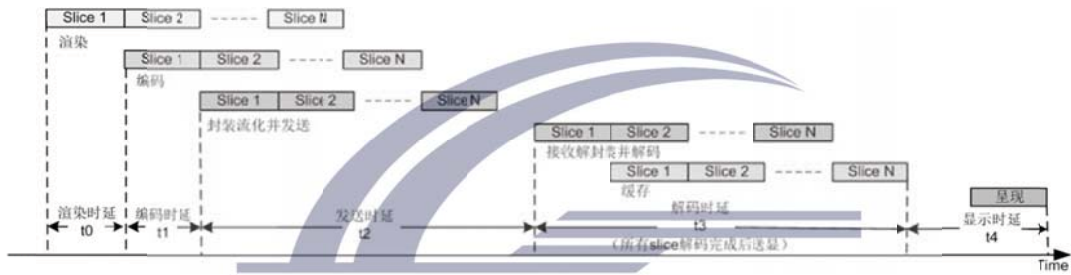 Slice 1 Slice 2 Slice N
渲染
Slice 1 Slice 2 Slice N
编码
Slice 1 Slice 2 Slice N
封装流化并发送
Slice 1 Slice 2 Slice N
接收解封装并解码
Slice 1 Slice 2 Slice N
缓存
呈现
渲染时延 编码时延 发送时延 解码时延 显示时延
t0 t1 t2 t3 t4
（所有slice解码完成后送显）
Time